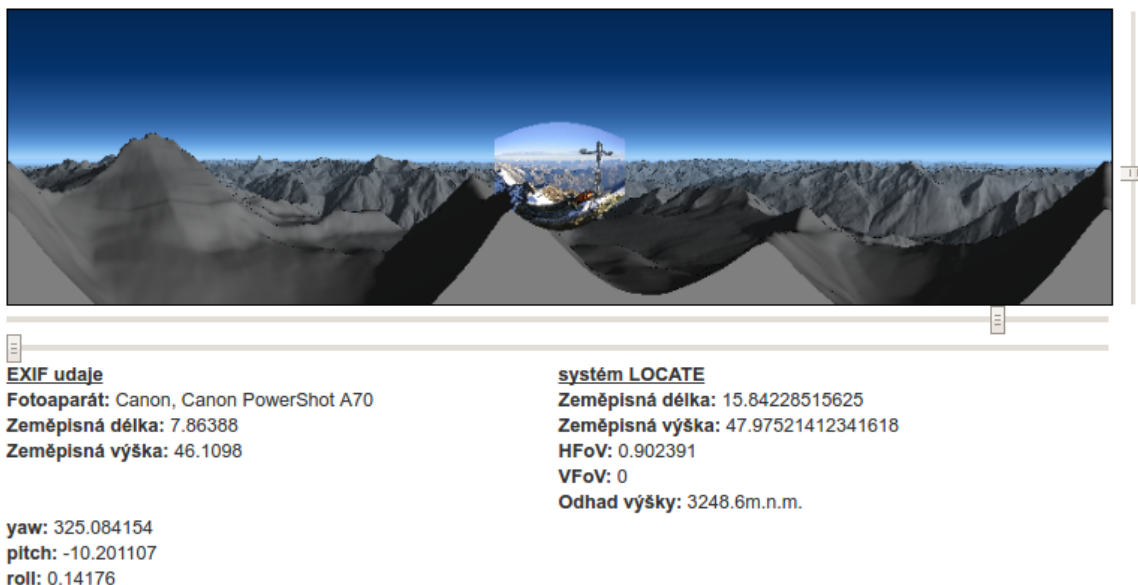 EXIF udaje
Fotoaparát: Canon, Canon PowerShot A70
Zeměpisná délka: 7.86388
Zeměpisná výška: 46.1098
yaw: 325.084154
pitch: -10.201107
roll: 0.14176
systém LOCATE
Zeměpisná délka: 15.84228515625
Zeměpisná výška: 47.97521412341618
HFoV: 0.902391
VFoV: 0
Odhad výšky: 3248.6m.n.m.